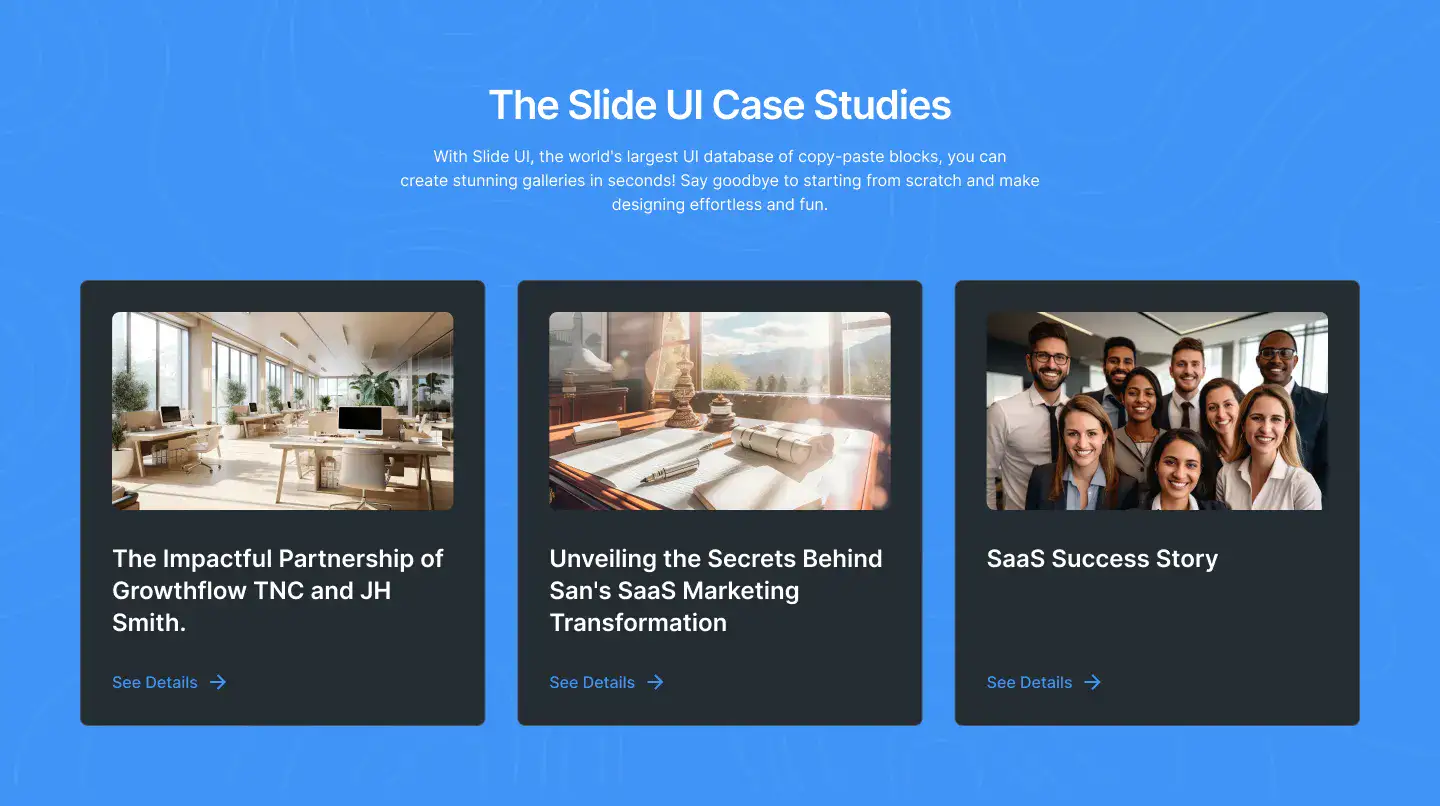 The Slide UI Case Studies
With Slide UI, the world's largest UI database of copy-paste blocks, you can
create stunning galleries in seconds! Say goodbye to starting from scratch and make
designing effortless and fun.
The Impactful Partnership of
Growthflow TNC and JH
Smith.
See Details
Unveiling the Secrets Behind
San's SaaS Marketing
Transformation
See Details
SaaS Success Story
See Details